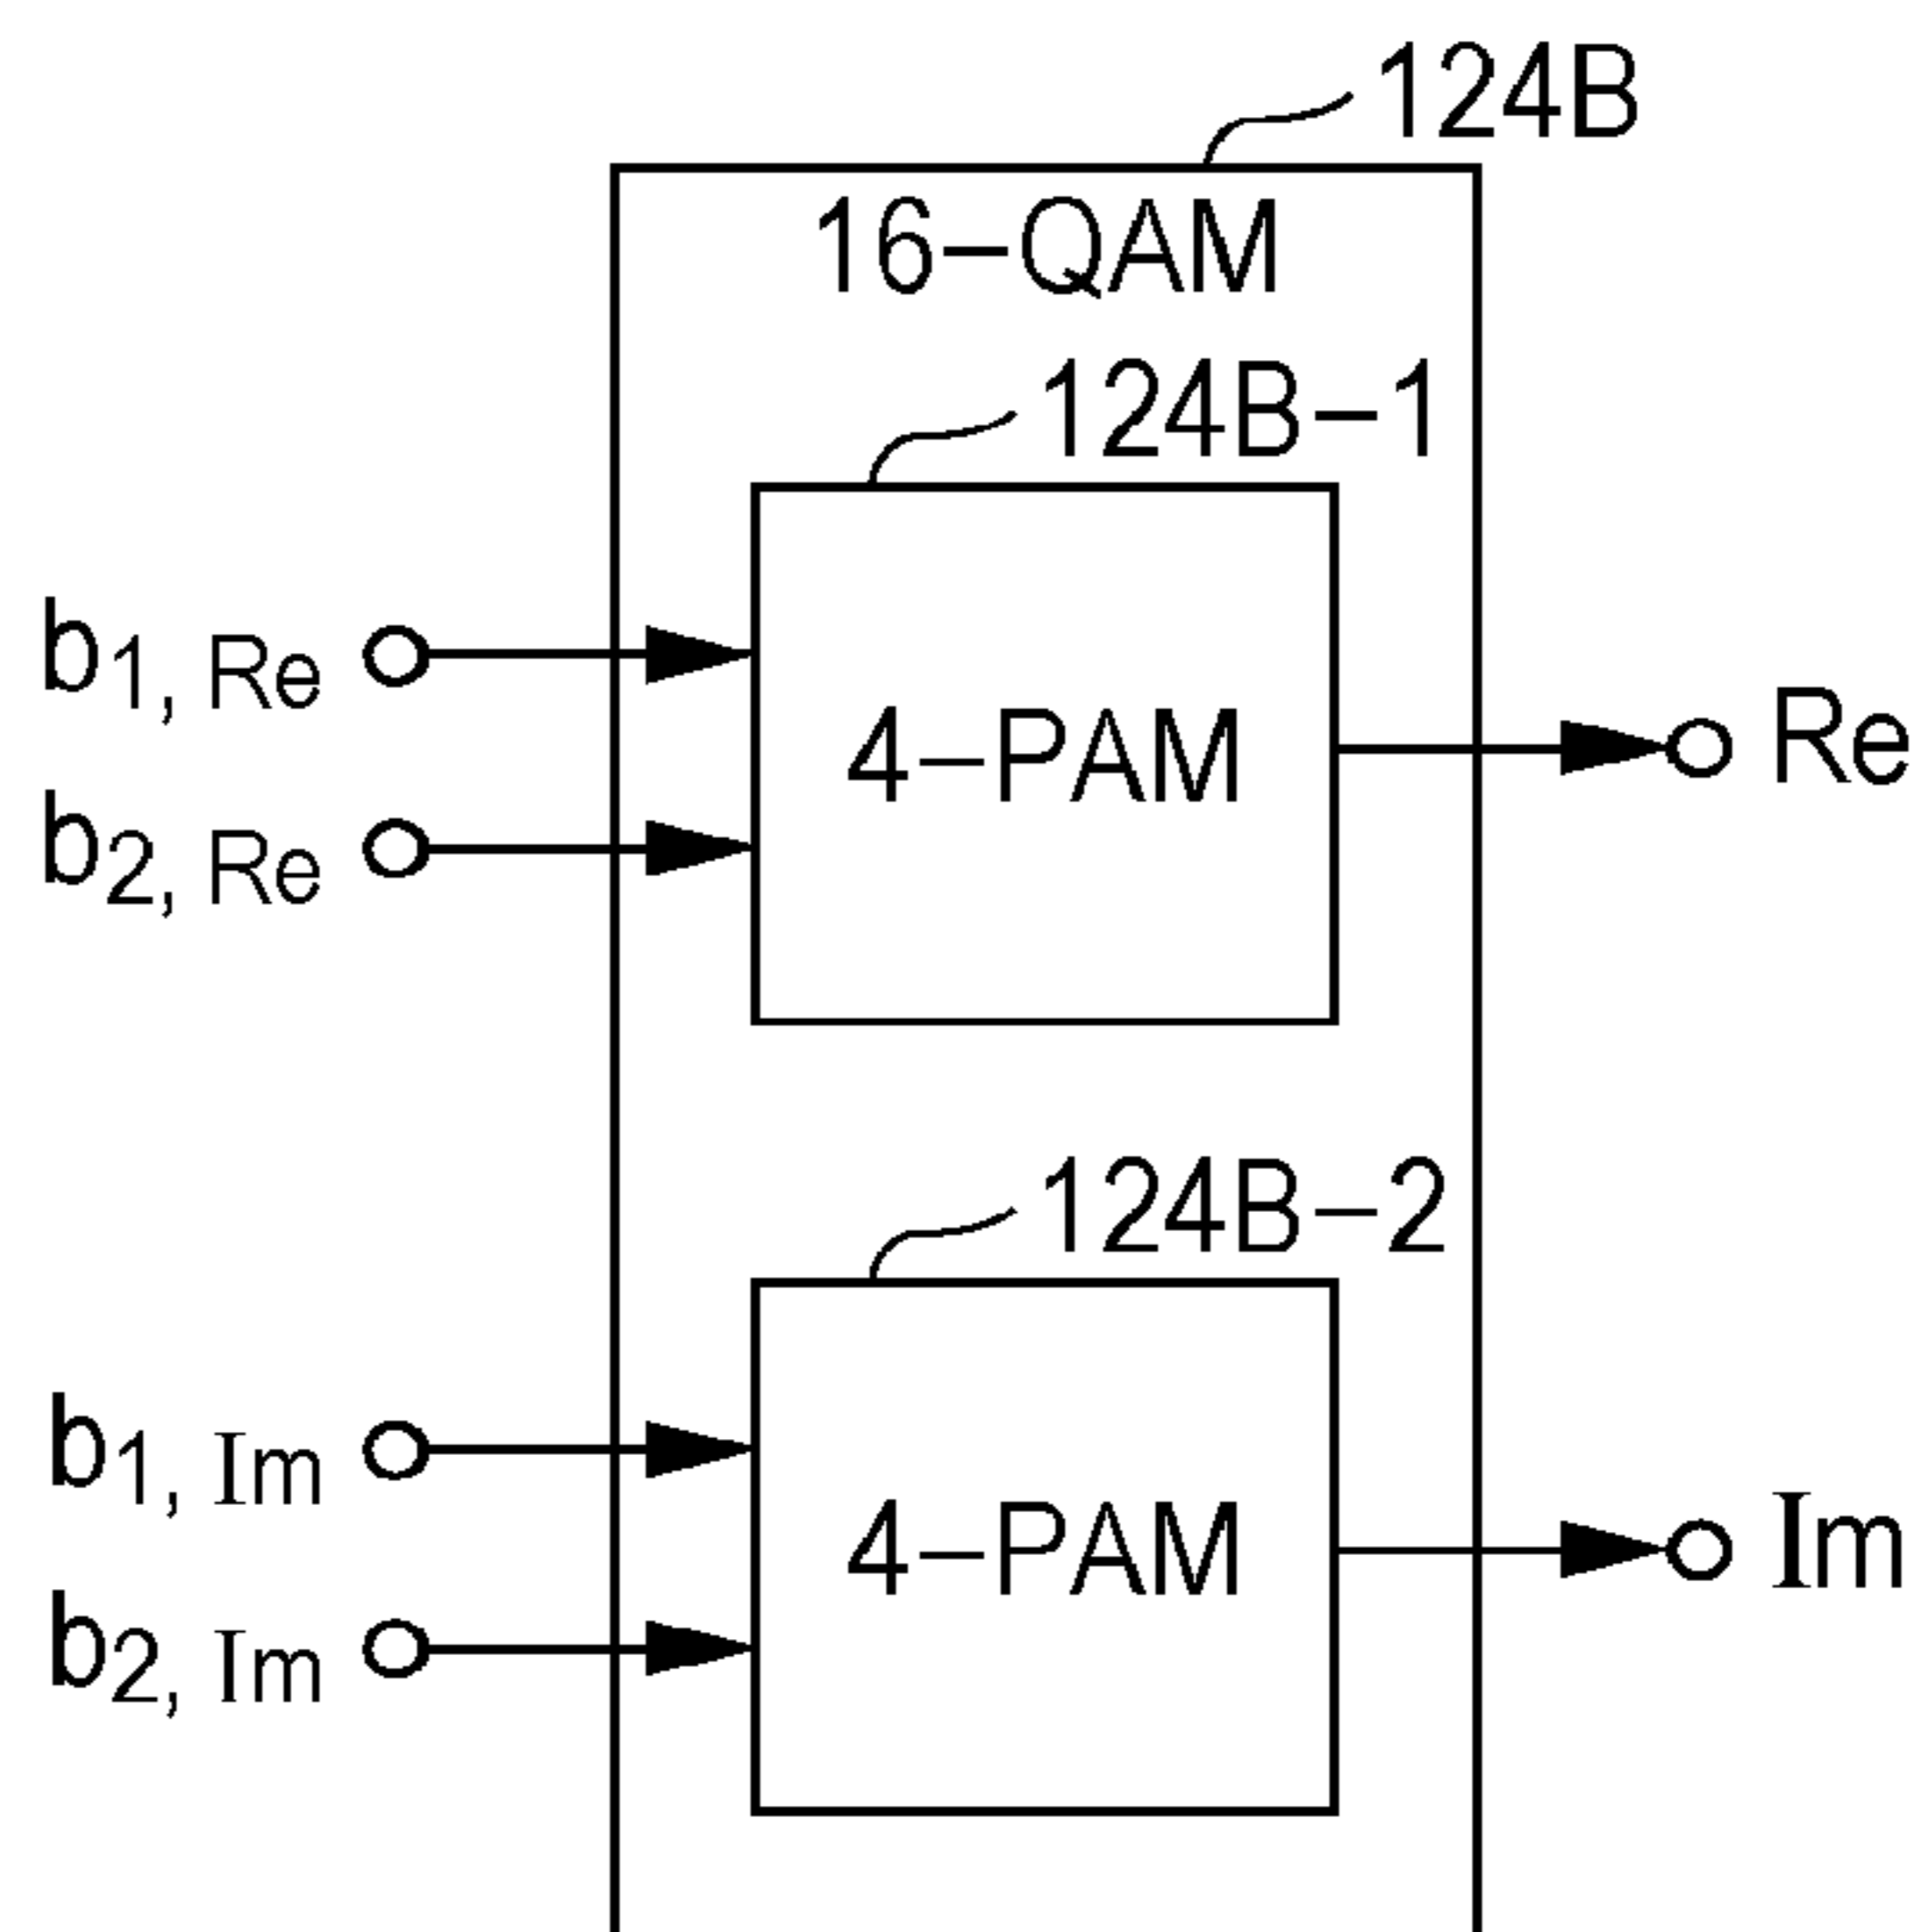 124B
16-QAM
124B-1
b1, Re
4-PAM
Re
b2, Re
124B-2
b1, Im
4-PAM
Im
b2, Im